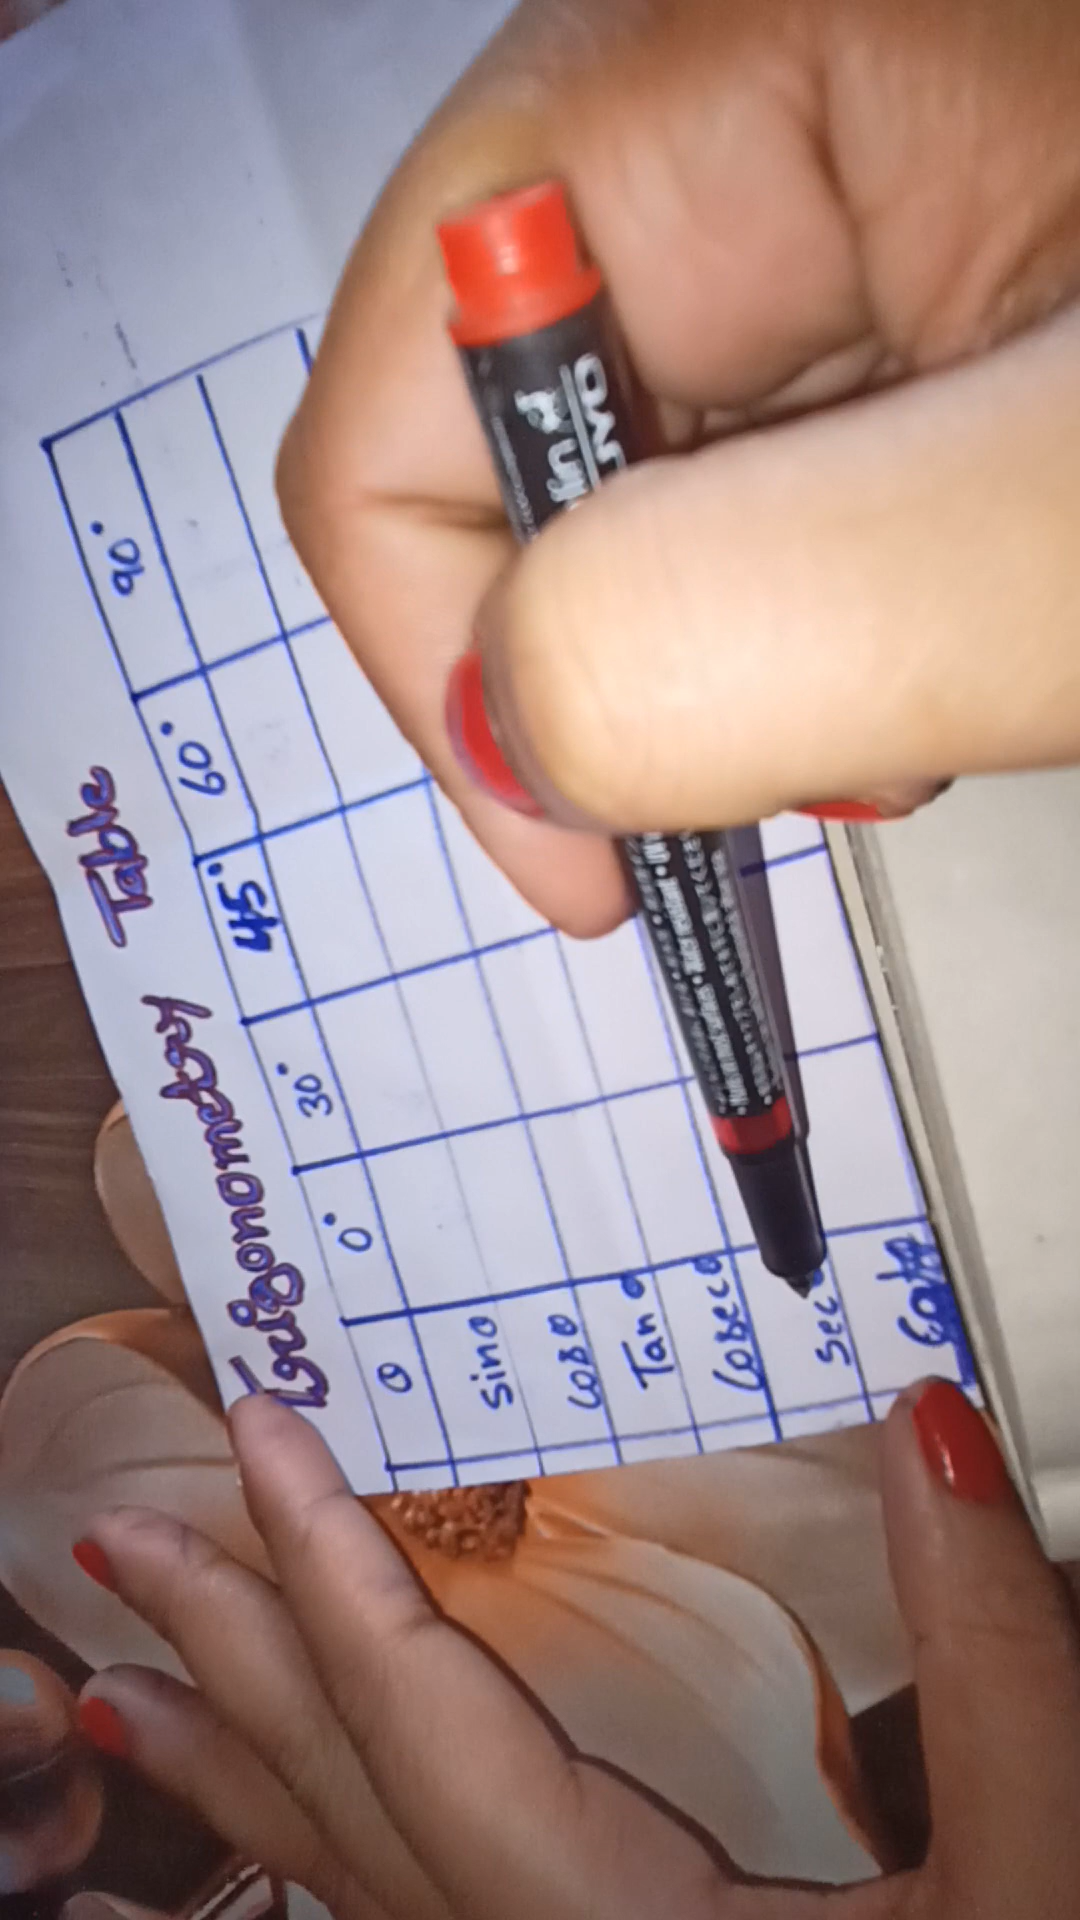 Trigonometry Table
θ 0° 30° 45° 60° 90°
sinθ
cosθ
Tanθ
Cosecθ
Secθ
Cotθ